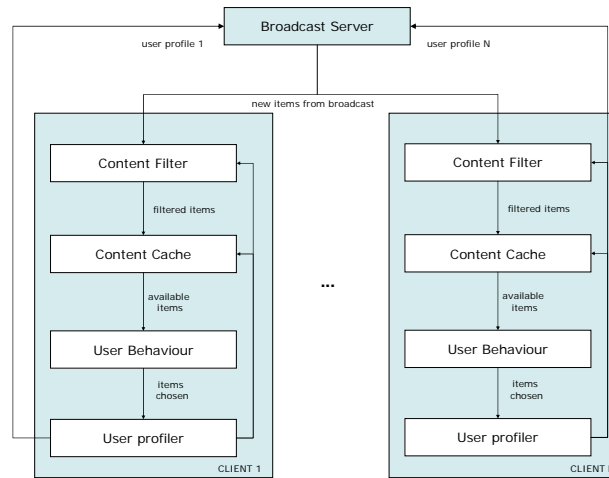 Broadcast Server
user profile 1
user profile N
new items from broadcast
Content Filter
filtered items
Content Cache
available
items
User Behaviour
items
chosen
User profiler
CLIENT 1
...
Content Filter
filtered items
Content Cache
available
items
User Behaviour
items
chosen
User profiler
CLIENT